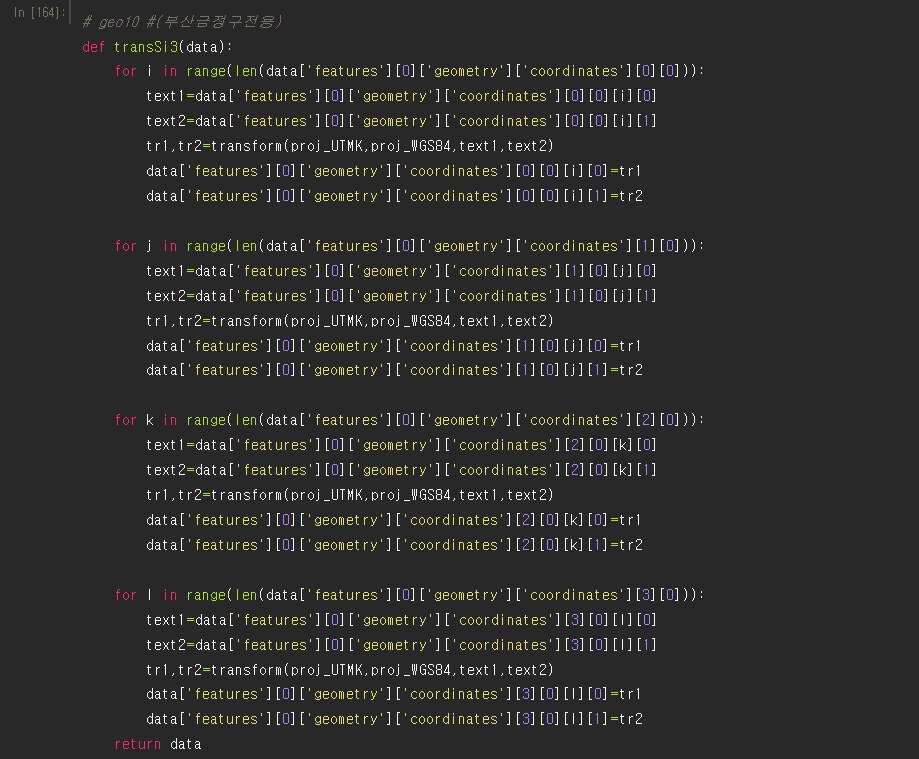 In [164]:
# geo10 #(부산금정구전용)
def transSi3(data):
    for i in range(len(data['features'][0]['geometry']['coordinates'][0][0])):
        text1=data['features'][0]['geometry']['coordinates'][0][0][i][0]
        text2=data['features'][0]['geometry']['coordinates'][0][0][i][1]
        tr1,tr2=transform(proj_UTMK,proj_WGS84,text1,text2)
        data['features'][0]['geometry']['coordinates'][0][0][i][0]=tr1
        data['features'][0]['geometry']['coordinates'][0][0][i][1]=tr2

    for j in range(len(data['features'][0]['geometry']['coordinates'][1][0])):
        text1=data['features'][0]['geometry']['coordinates'][1][0][j][0]
        text2=data['features'][0]['geometry']['coordinates'][1][0][j][1]
        tr1,tr2=transform(proj_UTMK,proj_WGS84,text1,text2)
        data['features'][0]['geometry']['coordinates'][1][0][j][0]=tr1
        data['features'][0]['geometry']['coordinates'][1][0][j][1]=tr2

    for k in range(len(data['features'][0]['geometry']['coordinates'][2][0])):
        text1=data['features'][0]['geometry']['coordinates'][2][0][k][0]
        text2=data['features'][0]['geometry']['coordinates'][2][0][k][1]
        tr1,tr2=transform(proj_UTMK,proj_WGS84,text1,text2)
        data['features'][0]['geometry']['coordinates'][2][0][k][0]=tr1
        data['features'][0]['geometry']['coordinates'][2][0][k][1]=tr2

    for l in range(len(data['features'][0]['geometry']['coordinates'][3][0])):
        text1=data['features'][0]['geometry']['coordinates'][3][0][l][0]
        text2=data['features'][0]['geometry']['coordinates'][3][0][l][1]
        tr1,tr2=transform(proj_UTMK,proj_WGS84,text1,text2)
        data['features'][0]['geometry']['coordinates'][3][0][l][0]=tr1
        data['features'][0]['geometry']['coordinates'][3][0][l][1]=tr2
    return data